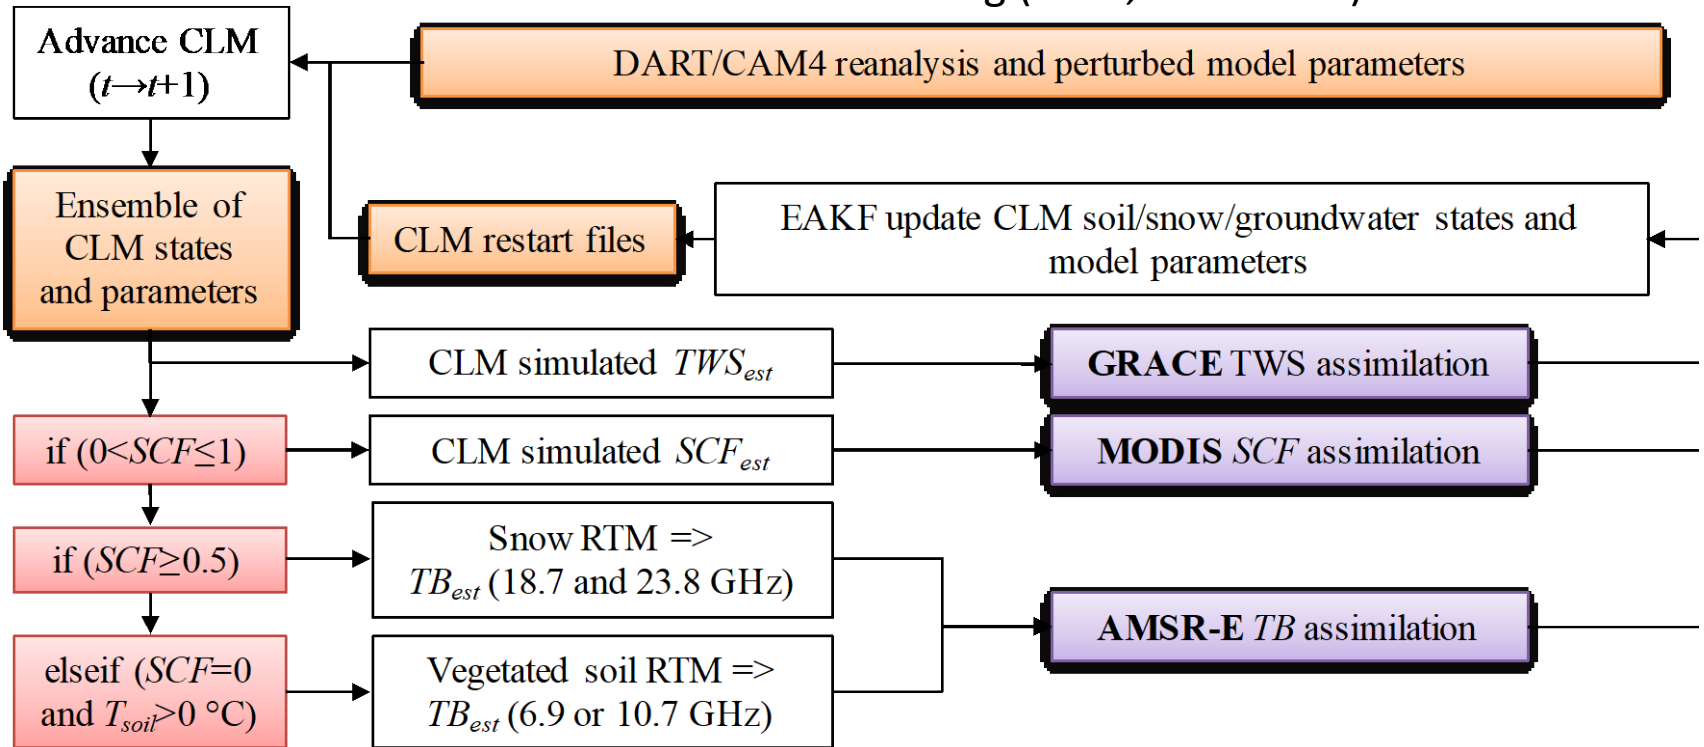 Advance CLM
(t→t+1)
DART/CAM4 reanalysis and perturbed model parameters
Ensemble of
CLM states
and parameters
CLM restart files
EAKF update CLM soil/snow/groundwater states and
model parameters
CLM simulated TWSest
GRACE TWS assimilation
if (0<SCF≤1)
CLM simulated SCFest
MODIS SCF assimilation
if (SCF≥0.5)
Snow RTM =>
TBest (18.7 and 23.8 GHz)
AMSR-E TB assimilation
elseif (SCF=0
and Tsoil>0 °C)
Vegetated soil RTM =>
TBest (6.9 or 10.7 GHz)